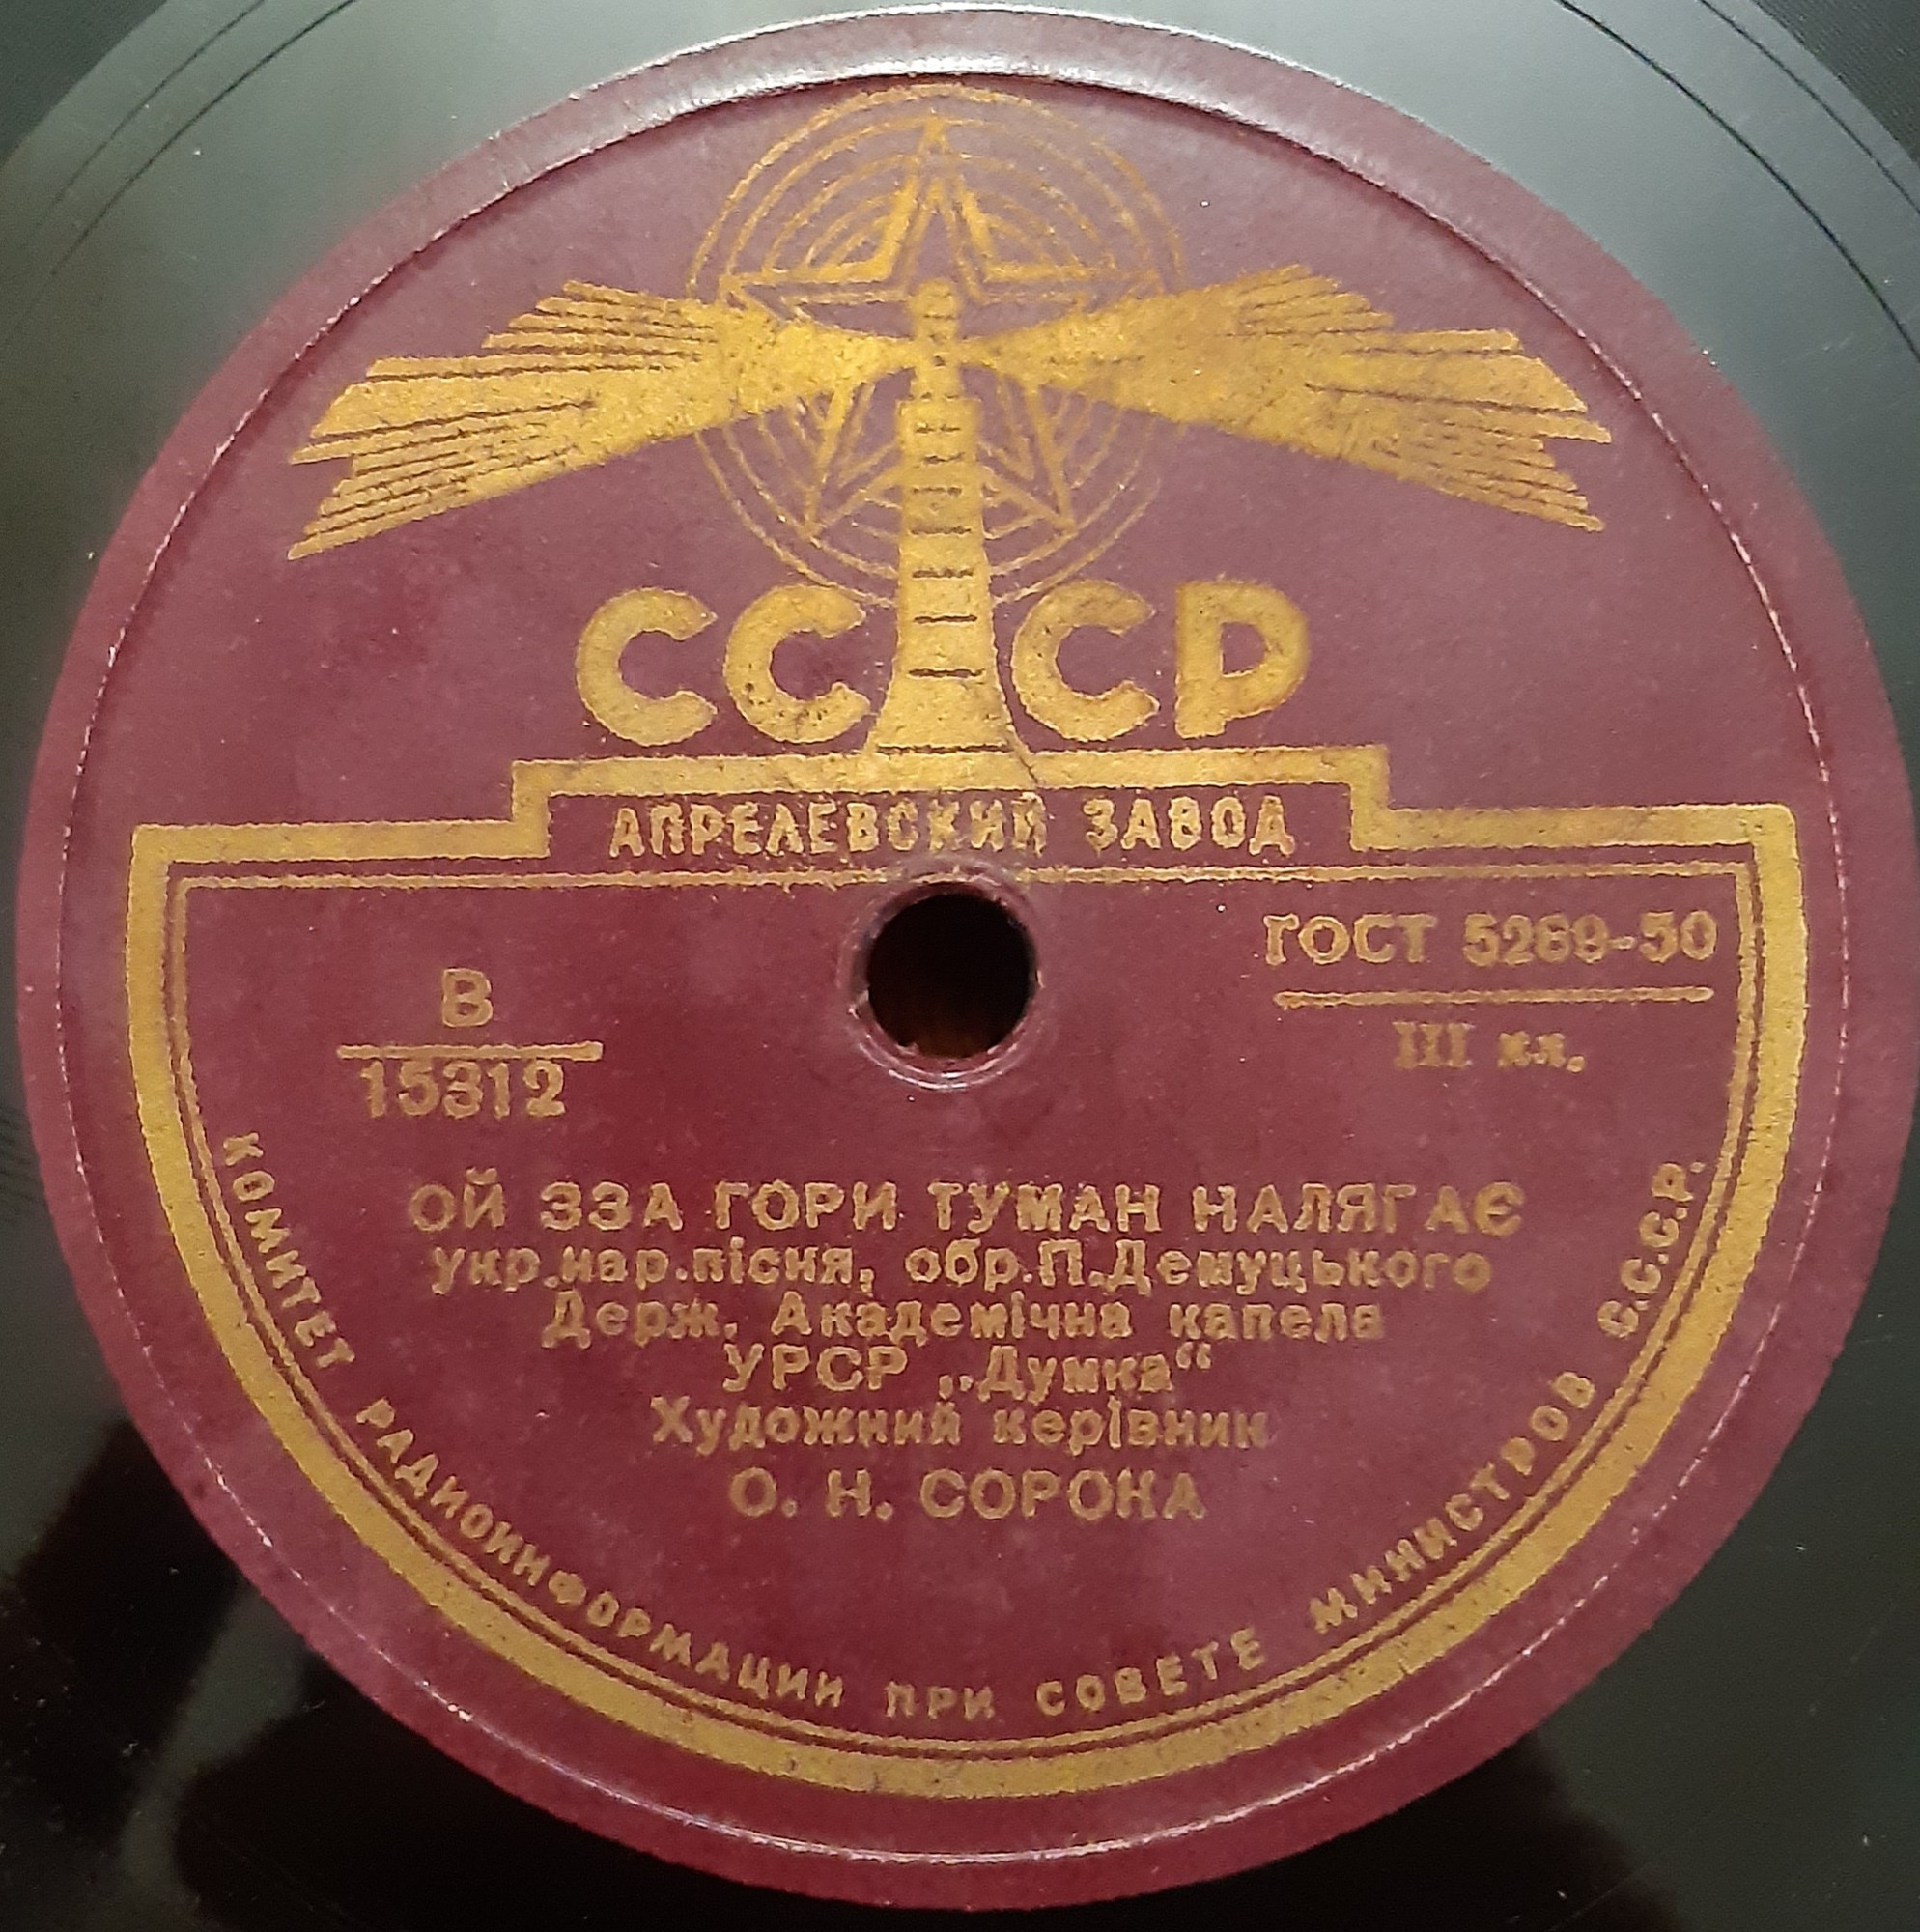 СССР
АПРЕЛЕВСКИЙ ЗАВОД
ГОСТ 5289-50
III кл.
В
15312
ОЙ ЗЗА ГОРИ ТУМАН НАЛЯГАЄ
укр.нар.пісня, обр.П.Демуцького
Держ. Академічна капела
УРСР „Думка“
Художний керівник
О. Н. СОРОКА
КОМИТЕТ РАДИОИНФОРМАЦИИ ПРИ СОВЕТЕ МИНИСТРОВ С.С.С.Р.